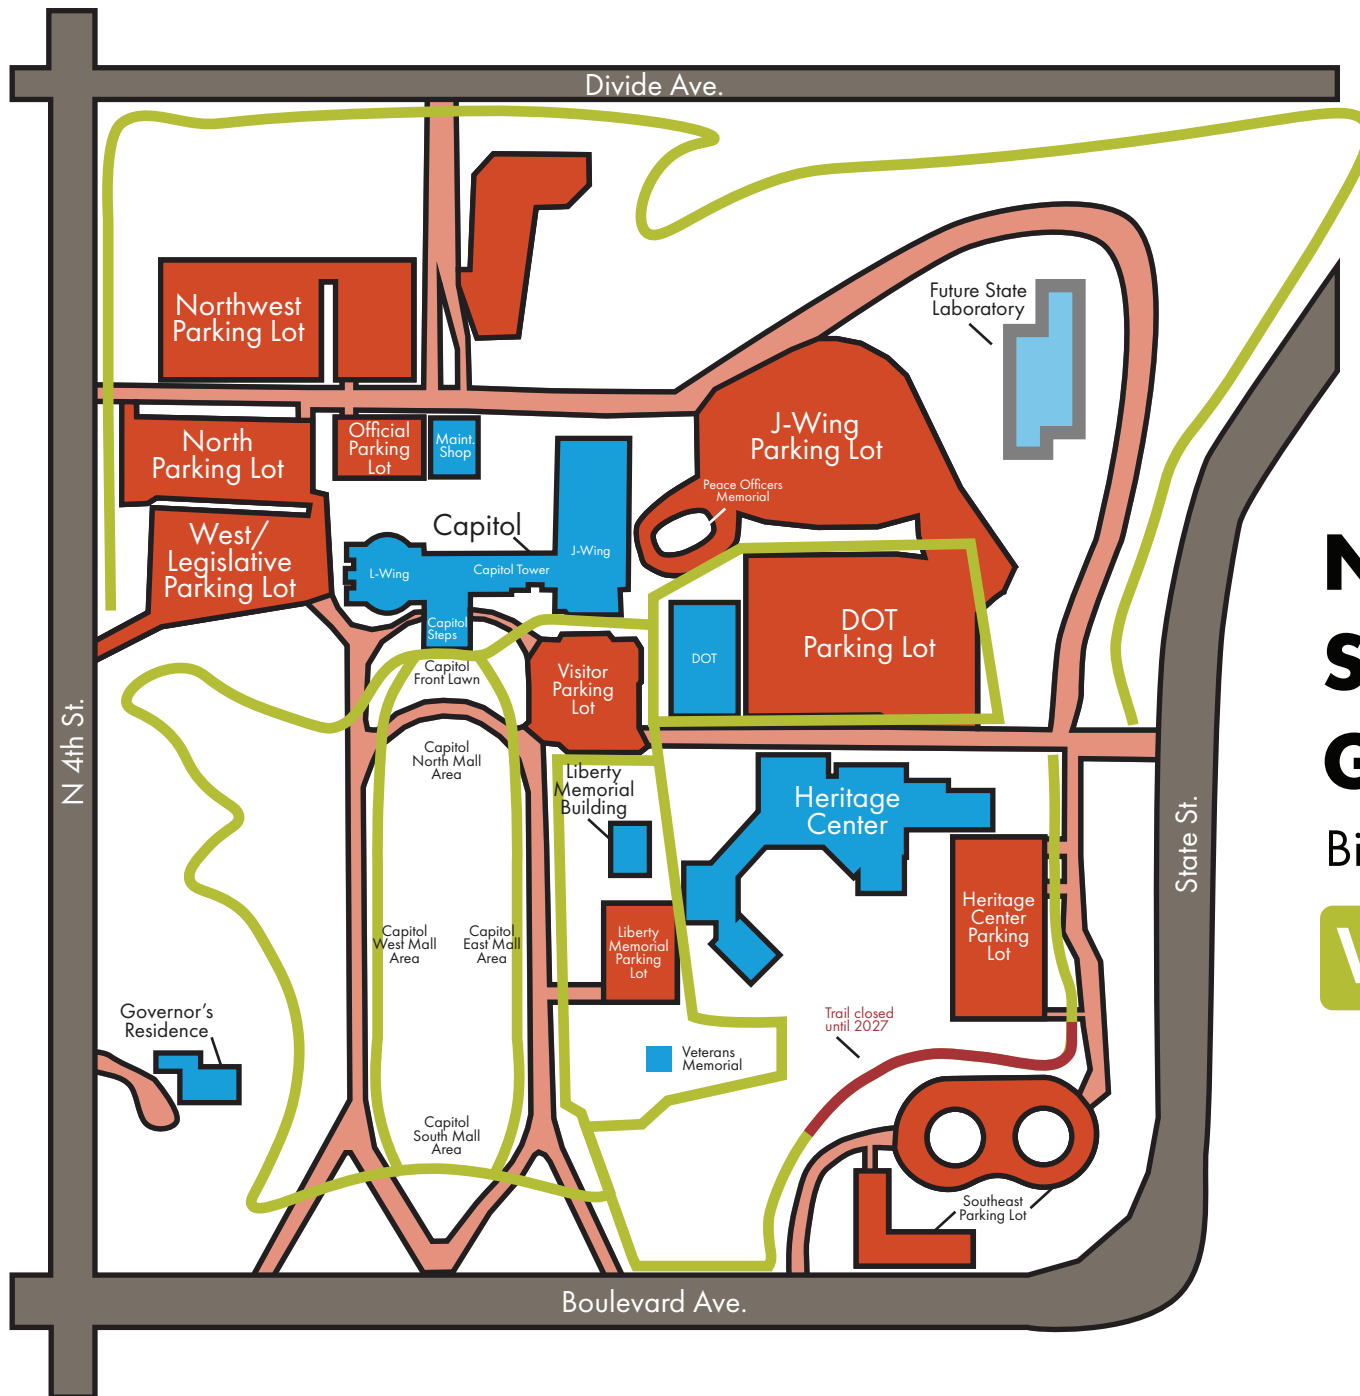 Divide Ave.
Northwest
Parking Lot
Future State
Laboratory
North
Parking Lot
Official
Parking
Lot
Maint.
Shop
J-Wing
Parking Lot
Peace Officers
Memorial
West/
Legislative
Parking Lot
Capitol
L-Wing
Capitol Tower
J-Wing
Capitol
Steps
DOT
Parking Lot
DOT
Capitol
Front Lawn
Visitor
Parking
Lot
N 4th St.
Capitol
North Mall
Area
Liberty
Memorial
Building
Heritage
Center
State St.
Capitol
West Mall
Area
Capitol
East Mall
Area
Liberty
Memorial
Parking
Lot
Heritage
Center
Parking
Lot
Governor's
Residence
Trail closed
until 2027
Veterans
Memorial
Capitol
South Mall
Area
Southeast
Parking Lot
Boulevard Ave.